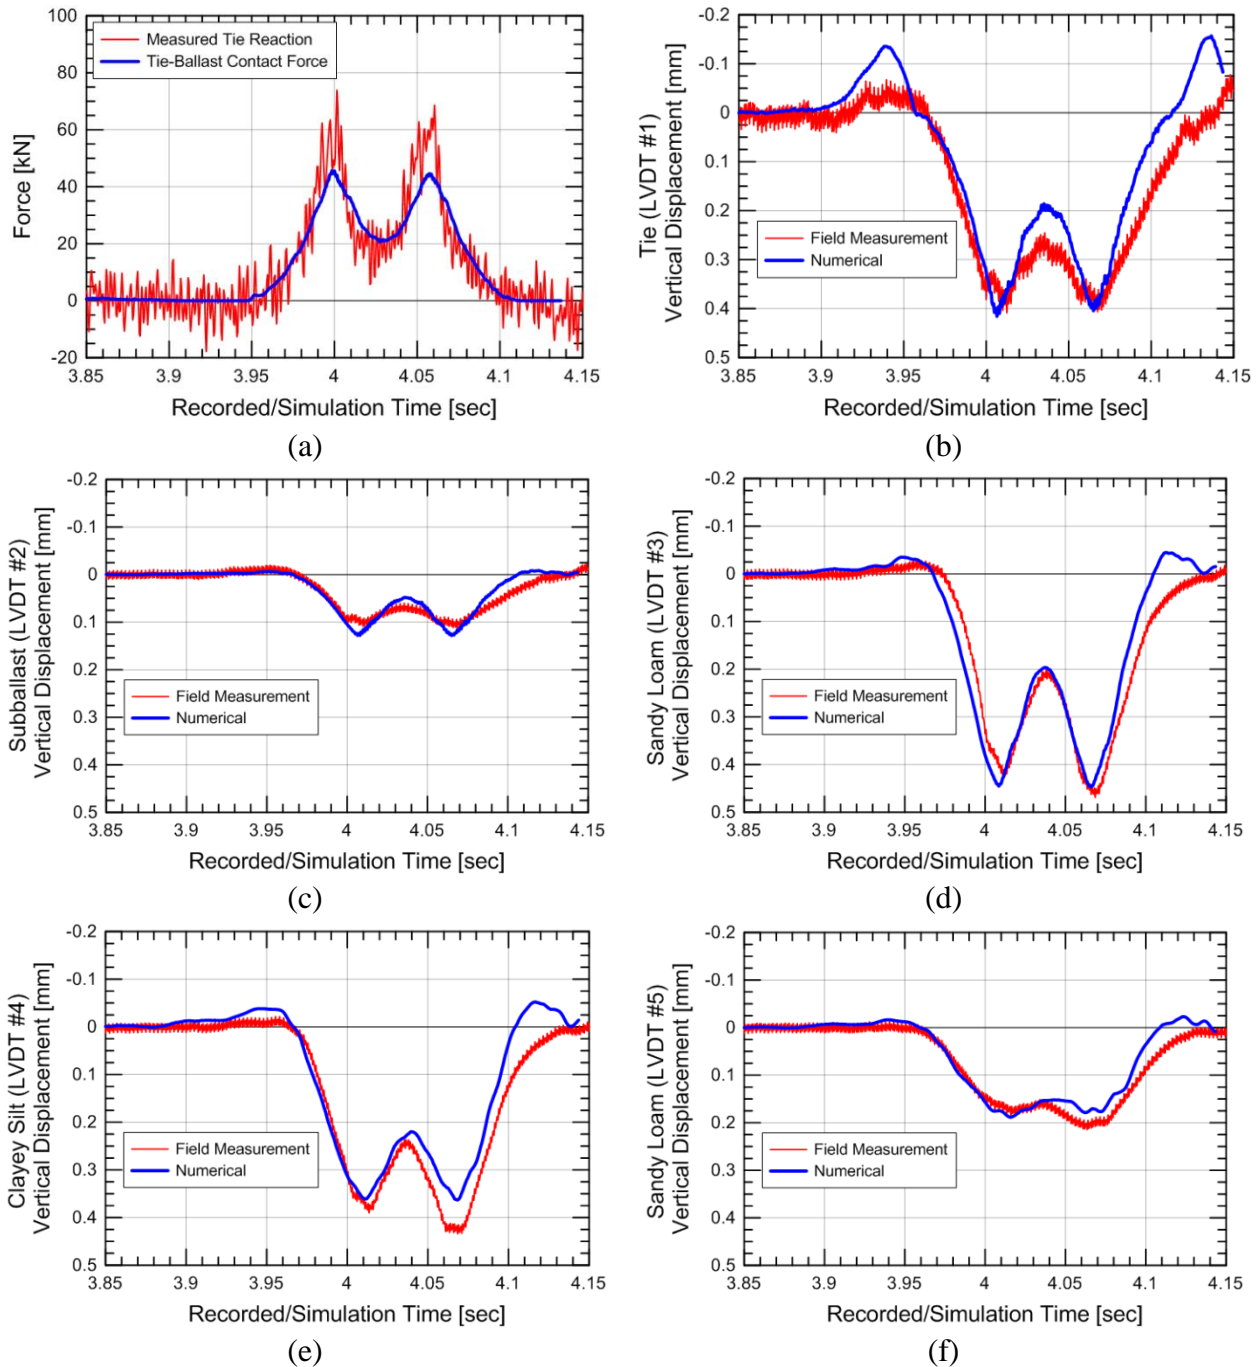 100
80
60
40
20
0
-20
Force [kN]
Measured Tie Reaction
Tie-Ballast Contact Force
3.85 3.9 3.95 4 4.05 4.1 4.15
Recorded/Simulation Time [sec]
(a)
-0.2
-0.1
0
0.1
0.2
0.3
0.4
0.5
Tie (LVDT #1)
Vertical Displacement [mm]
Field Measurement
Numerical
3.85 3.9 3.95 4 4.05 4.1 4.15
Recorded/Simulation Time [sec]
(b)
-0.2
-0.1
0
0.1
0.2
0.3
0.4
0.5
Subballast (LVDT #2)
Vertical Displacement [mm]
Field Measurement
Numerical
3.85 3.9 3.95 4 4.05 4.1 4.15
Recorded/Simulation Time [sec]
(c)
-0.2
-0.1
0
0.1
0.2
0.3
0.4
0.5
Sandy Loam (LVDT #3)
Vertical Displacement [mm]
Field Measurement
Numerical
3.85 3.9 3.95 4 4.05 4.1 4.15
Recorded/Simulation Time [sec]
(d)
-0.2
-0.1
0
0.1
0.2
0.3
0.4
0.5
Clayey Silt (LVDT #4)
Vertical Displacement [mm]
Field Measurement
Numerical
3.85 3.9 3.95 4 4.05 4.1 4.15
Recorded/Simulation Time [sec]
(e)
-0.2
-0.1
0
0.1
0.2
0.3
0.4
0.5
Sandy Loam (LVDT #5)
Vertical Displacement [mm]
Field Measurement
Numerical
3.85 3.9 3.95 4 4.05 4.1 4.15
Recorded/Simulation Time [sec]
(f)